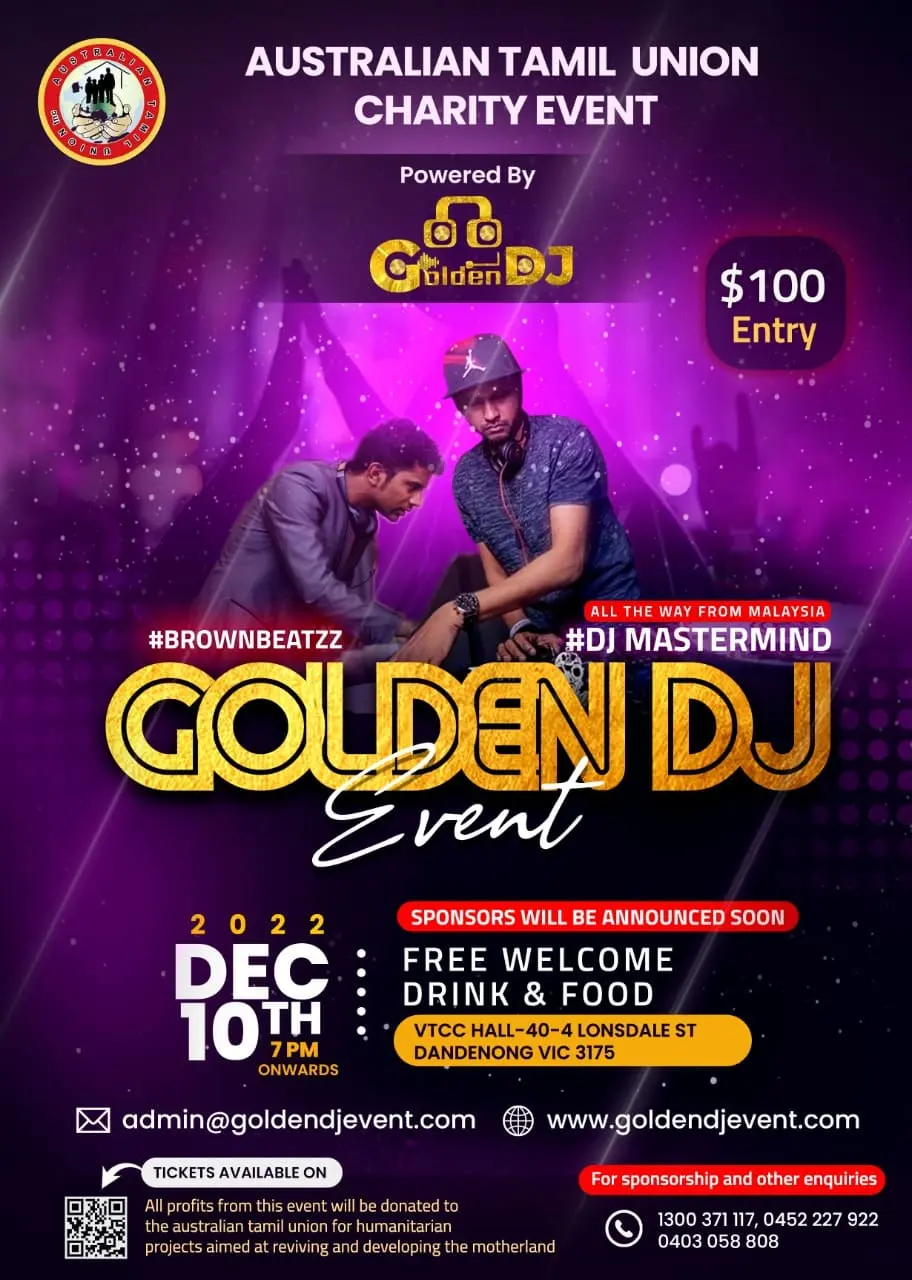 AUSTRALIAN TAMIL UNION INC
AUSTRALIAN TAMIL UNION
CHARITY EVENT
Powered By
Golden DJ
$100
Entry
ALL THE WAY FROM MALAYSIA
#BROWNBEATZZ
#DJ MASTERMIND
GOLDEN DJ
Event
2022
DEC
10TH
7 PM
ONWARDS
SPONSORS WILL BE ANNOUNCED SOON
FREE WELCOME
DRINK & FOOD
VTCC HALL-40-4 LONSDALE ST
DANDENONG VIC 3175
admin@goldendjevent.com
www.goldendjevent.com
TICKETS AVAILABLE ON
All profits from this event will be donated to
the australian tamil union for humanitarian
projects aimed at reviving and developing the motherland
For sponsorship and other enquiries
1300 371 117, 0452 227 922
0403 058 808